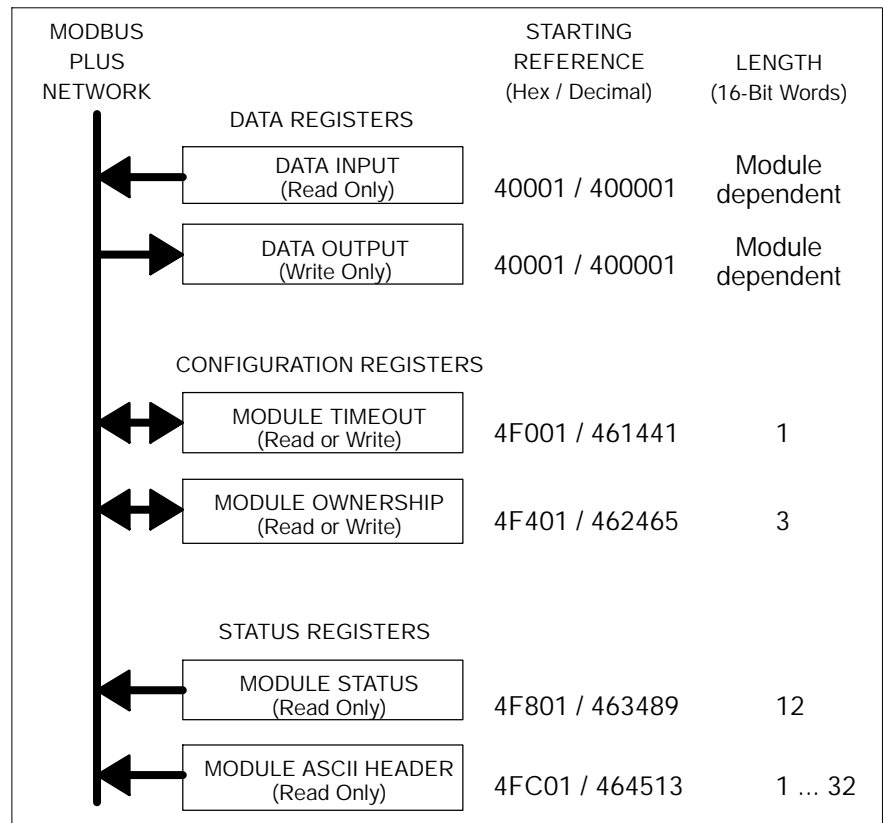 MODBUS
PLUS
NETWORK
STARTING
REFERENCE
(Hex / Decimal)
LENGTH
(16-Bit Words)
DATA REGISTERS
DATA INPUT
(Read Only)
40001 / 400001
Module
dependent
DATA OUTPUT
(Write Only)
40001 / 400001
Module
dependent
CONFIGURATION REGISTERS
MODULE TIMEOUT
(Read or Write)
4F001 / 461441
1
MODULE OWNERSHIP
(Read or Write)
4F401 / 462465
3
STATUS REGISTERS
MODULE STATUS
(Read Only)
4F801 / 463489
12
MODULE ASCII HEADER
(Read Only)
4FC01 / 464513
1 ... 32